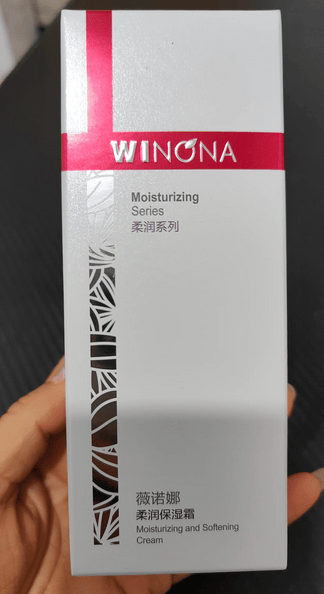 WINONA
Moisturizing
Series
柔润系列
薇诺娜
柔润保湿霜
Moisturizing and Softening
Cream